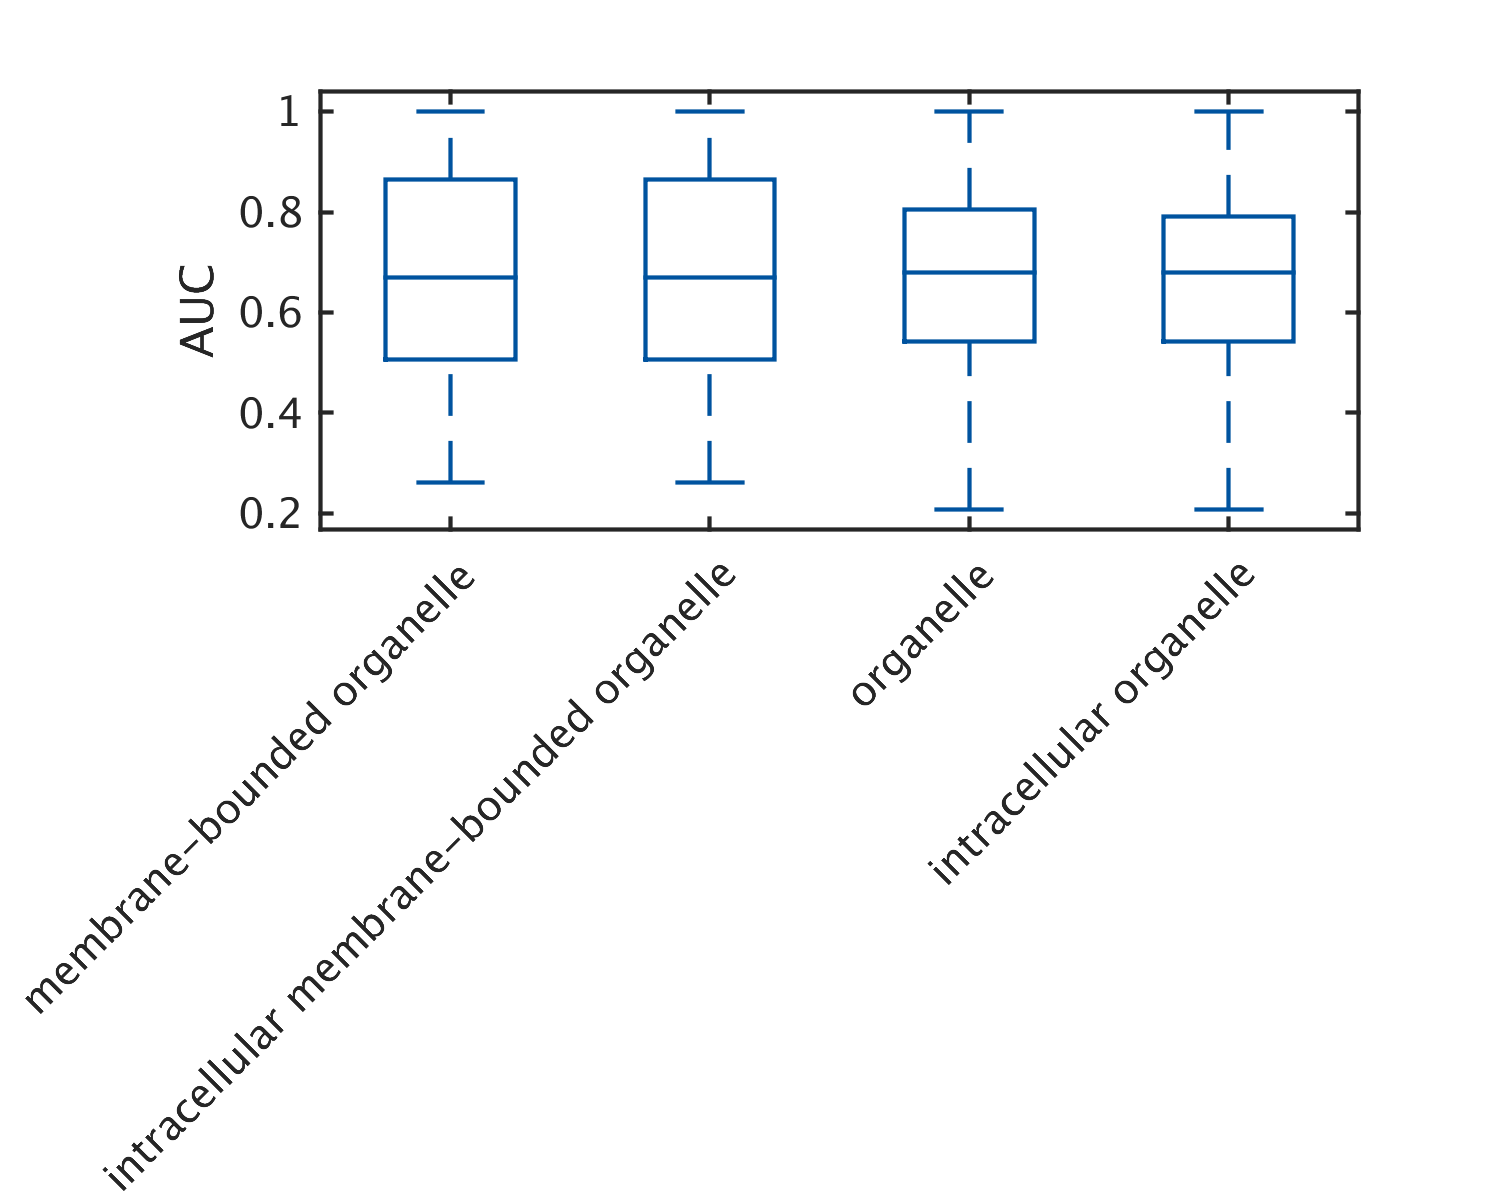 AUC
1
0.8
0.6
0.4
0.2
membrane-bounded organelle
intracellular membrane-bounded organelle
organelle
intracellular organelle